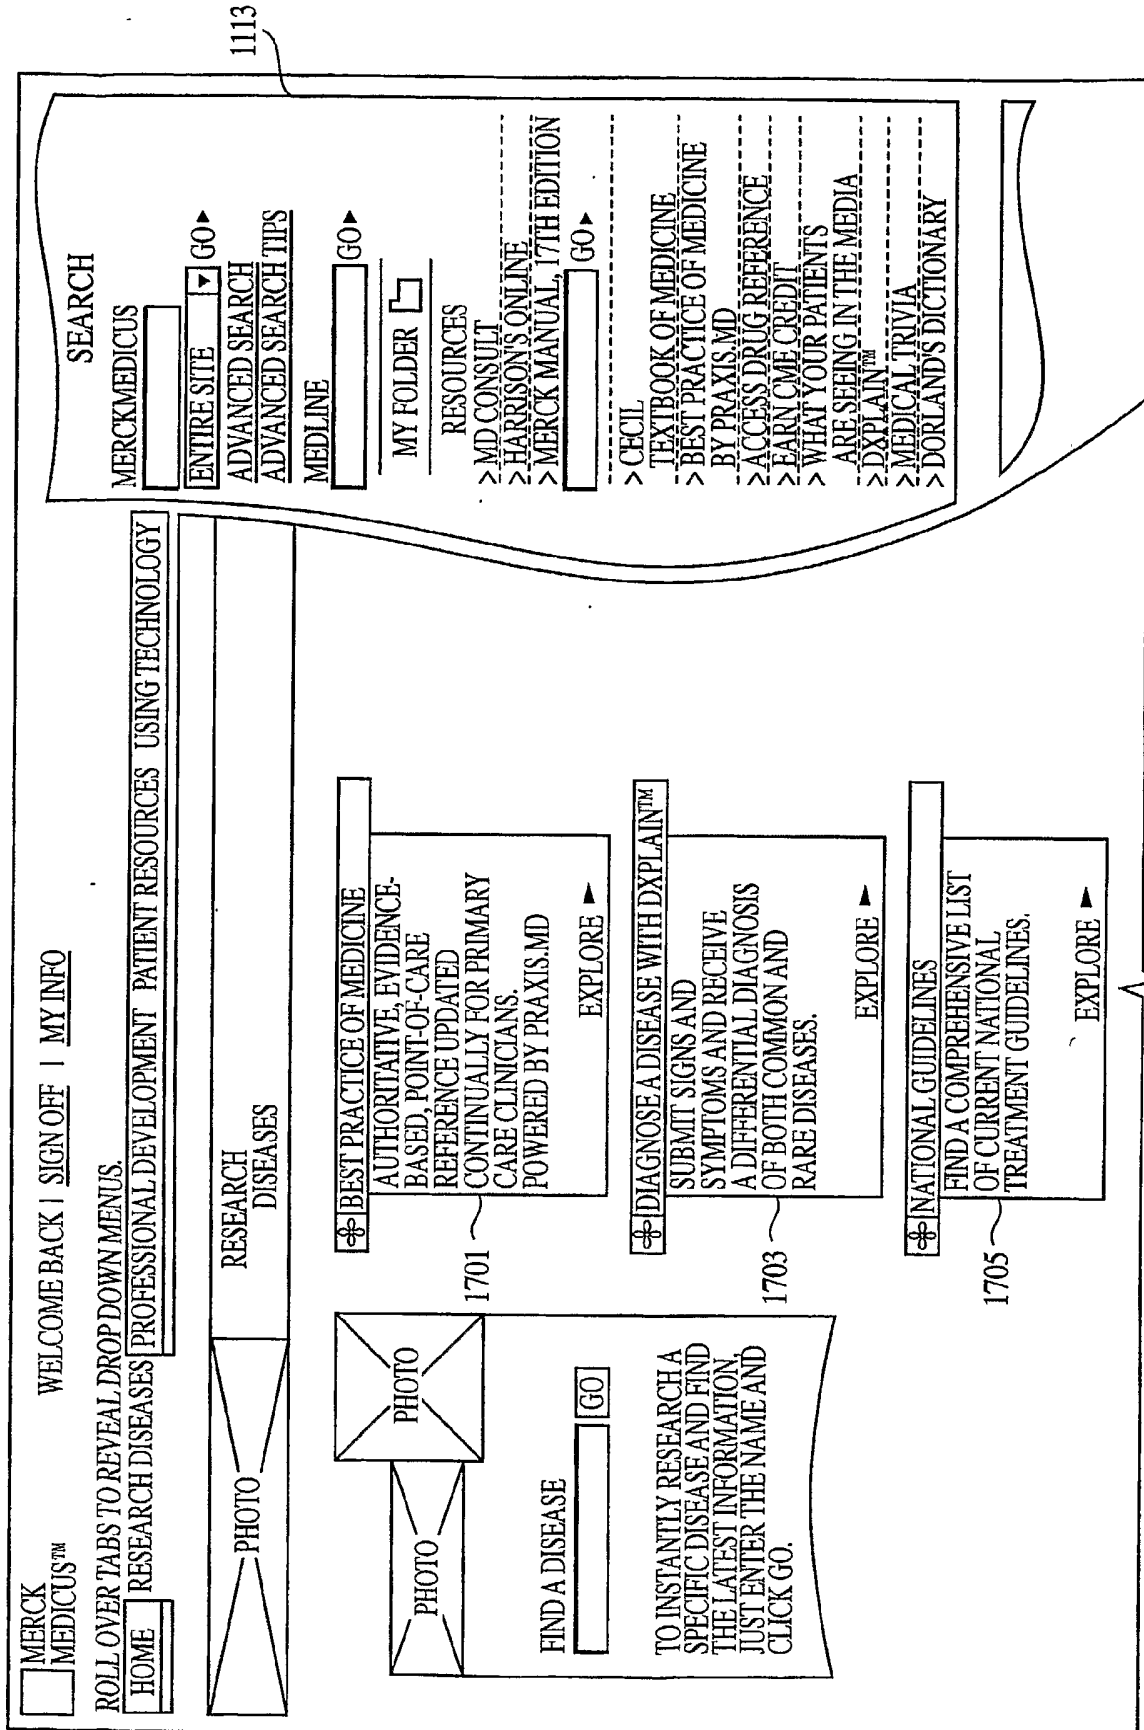 MERCK
MEDICUS™
WELCOME BACK | SIGN OFF | MY INFO
ROLL OVER TABS TO REVEAL DROPDOWN MENUS.
HOME RESEARCH DISEASES PROFESSIONAL DEVELOPMENT PATIENT RESOURCES USING TECHNOLOGY
PHOTO
RESEARCH
DISEASES
PHOTO
PHOTO
FIND A DISEASE
GO
TO INSTANTLY RESEARCH A
SPECIFIC DISEASE AND FIND
THE LATEST INFORMATION,
JUST ENTER THE NAME AND
CLICK GO.
BEST PRACTICE OF MEDICINE
AUTHORITATIVE, EVIDENCE-
BASED, POINT-OF-CARE
REFERENCE UPDATED
CONTINUALLY FOR PRIMARY
CARE CLINICIANS.
POWERED BY PRAXIS.MD
EXPLORE ►
1701
DIAGNOSE A DISEASE WITH DXPLAIN™
SUBMIT SIGNS AND
SYMPTOMS AND RECEIVE
A DIFFERENTIAL DIAGNOSIS
OF BOTH COMMON AND
RARE DISEASES.
EXPLORE ►
1703
NATIONAL GUIDELINES
FIND A COMPREHENSIVE LIST
OF CURRENT NATIONAL
TREATMENT GUIDELINES.
EXPLORE ►
1705
SEARCH
MERCKMEDICUS
ENTIRE SITE ▼ GO►
ADVANCED SEARCH
ADVANCED SEARCH TIPS
MEDLINE
GO►
MY FOLDER
RESOURCES
> MD CONSULT
> HARRISON'S ONLINE
> MERCK MANUAL, 17TH EDITION
GO►
> CECIL
TEXTBOOK OF MEDICINE
> BEST PRACTICE OF MEDICINE
BY PRAXIS.MD
> ACCESS DRUG REFERENCE
> EARN CME CREDIT
> WHAT YOUR PATIENTS
ARE SEEING IN THE MEDIA
> DXPLAIN™
> MEDICAL TRIVIA
> DORLAND'S DICTIONARY
1113